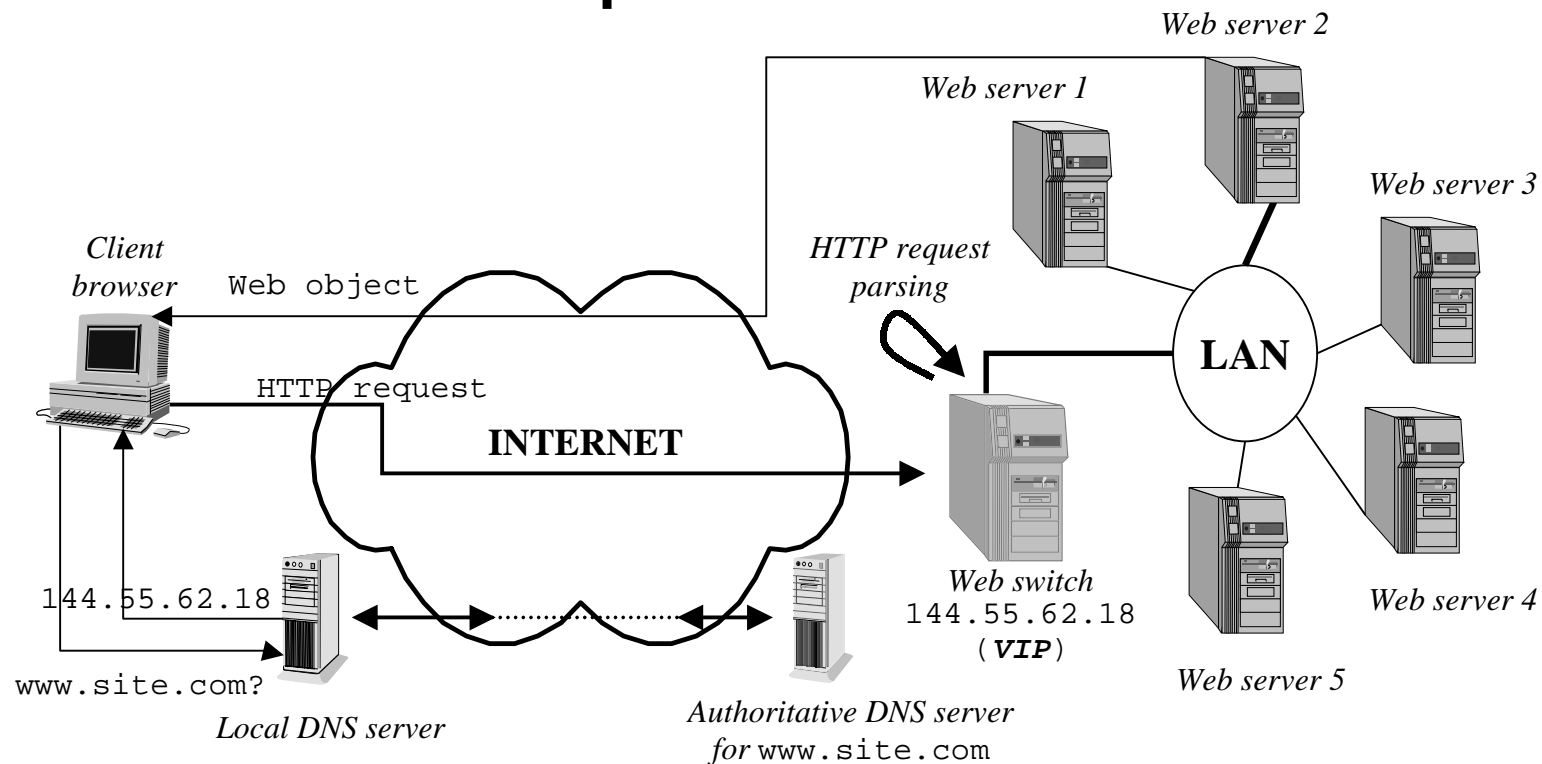 Web server 2
Web server 1
Web server 3
Client
browser
HTTP request
parsing
Web object
LAN
HTTP request
INTERNET
Web switch
144.55.62.18
(VIP)
144.55.62.18
Web server 4
www.site.com?
Web server 5
Local DNS server
Authoritative DNS server
for www.site.com